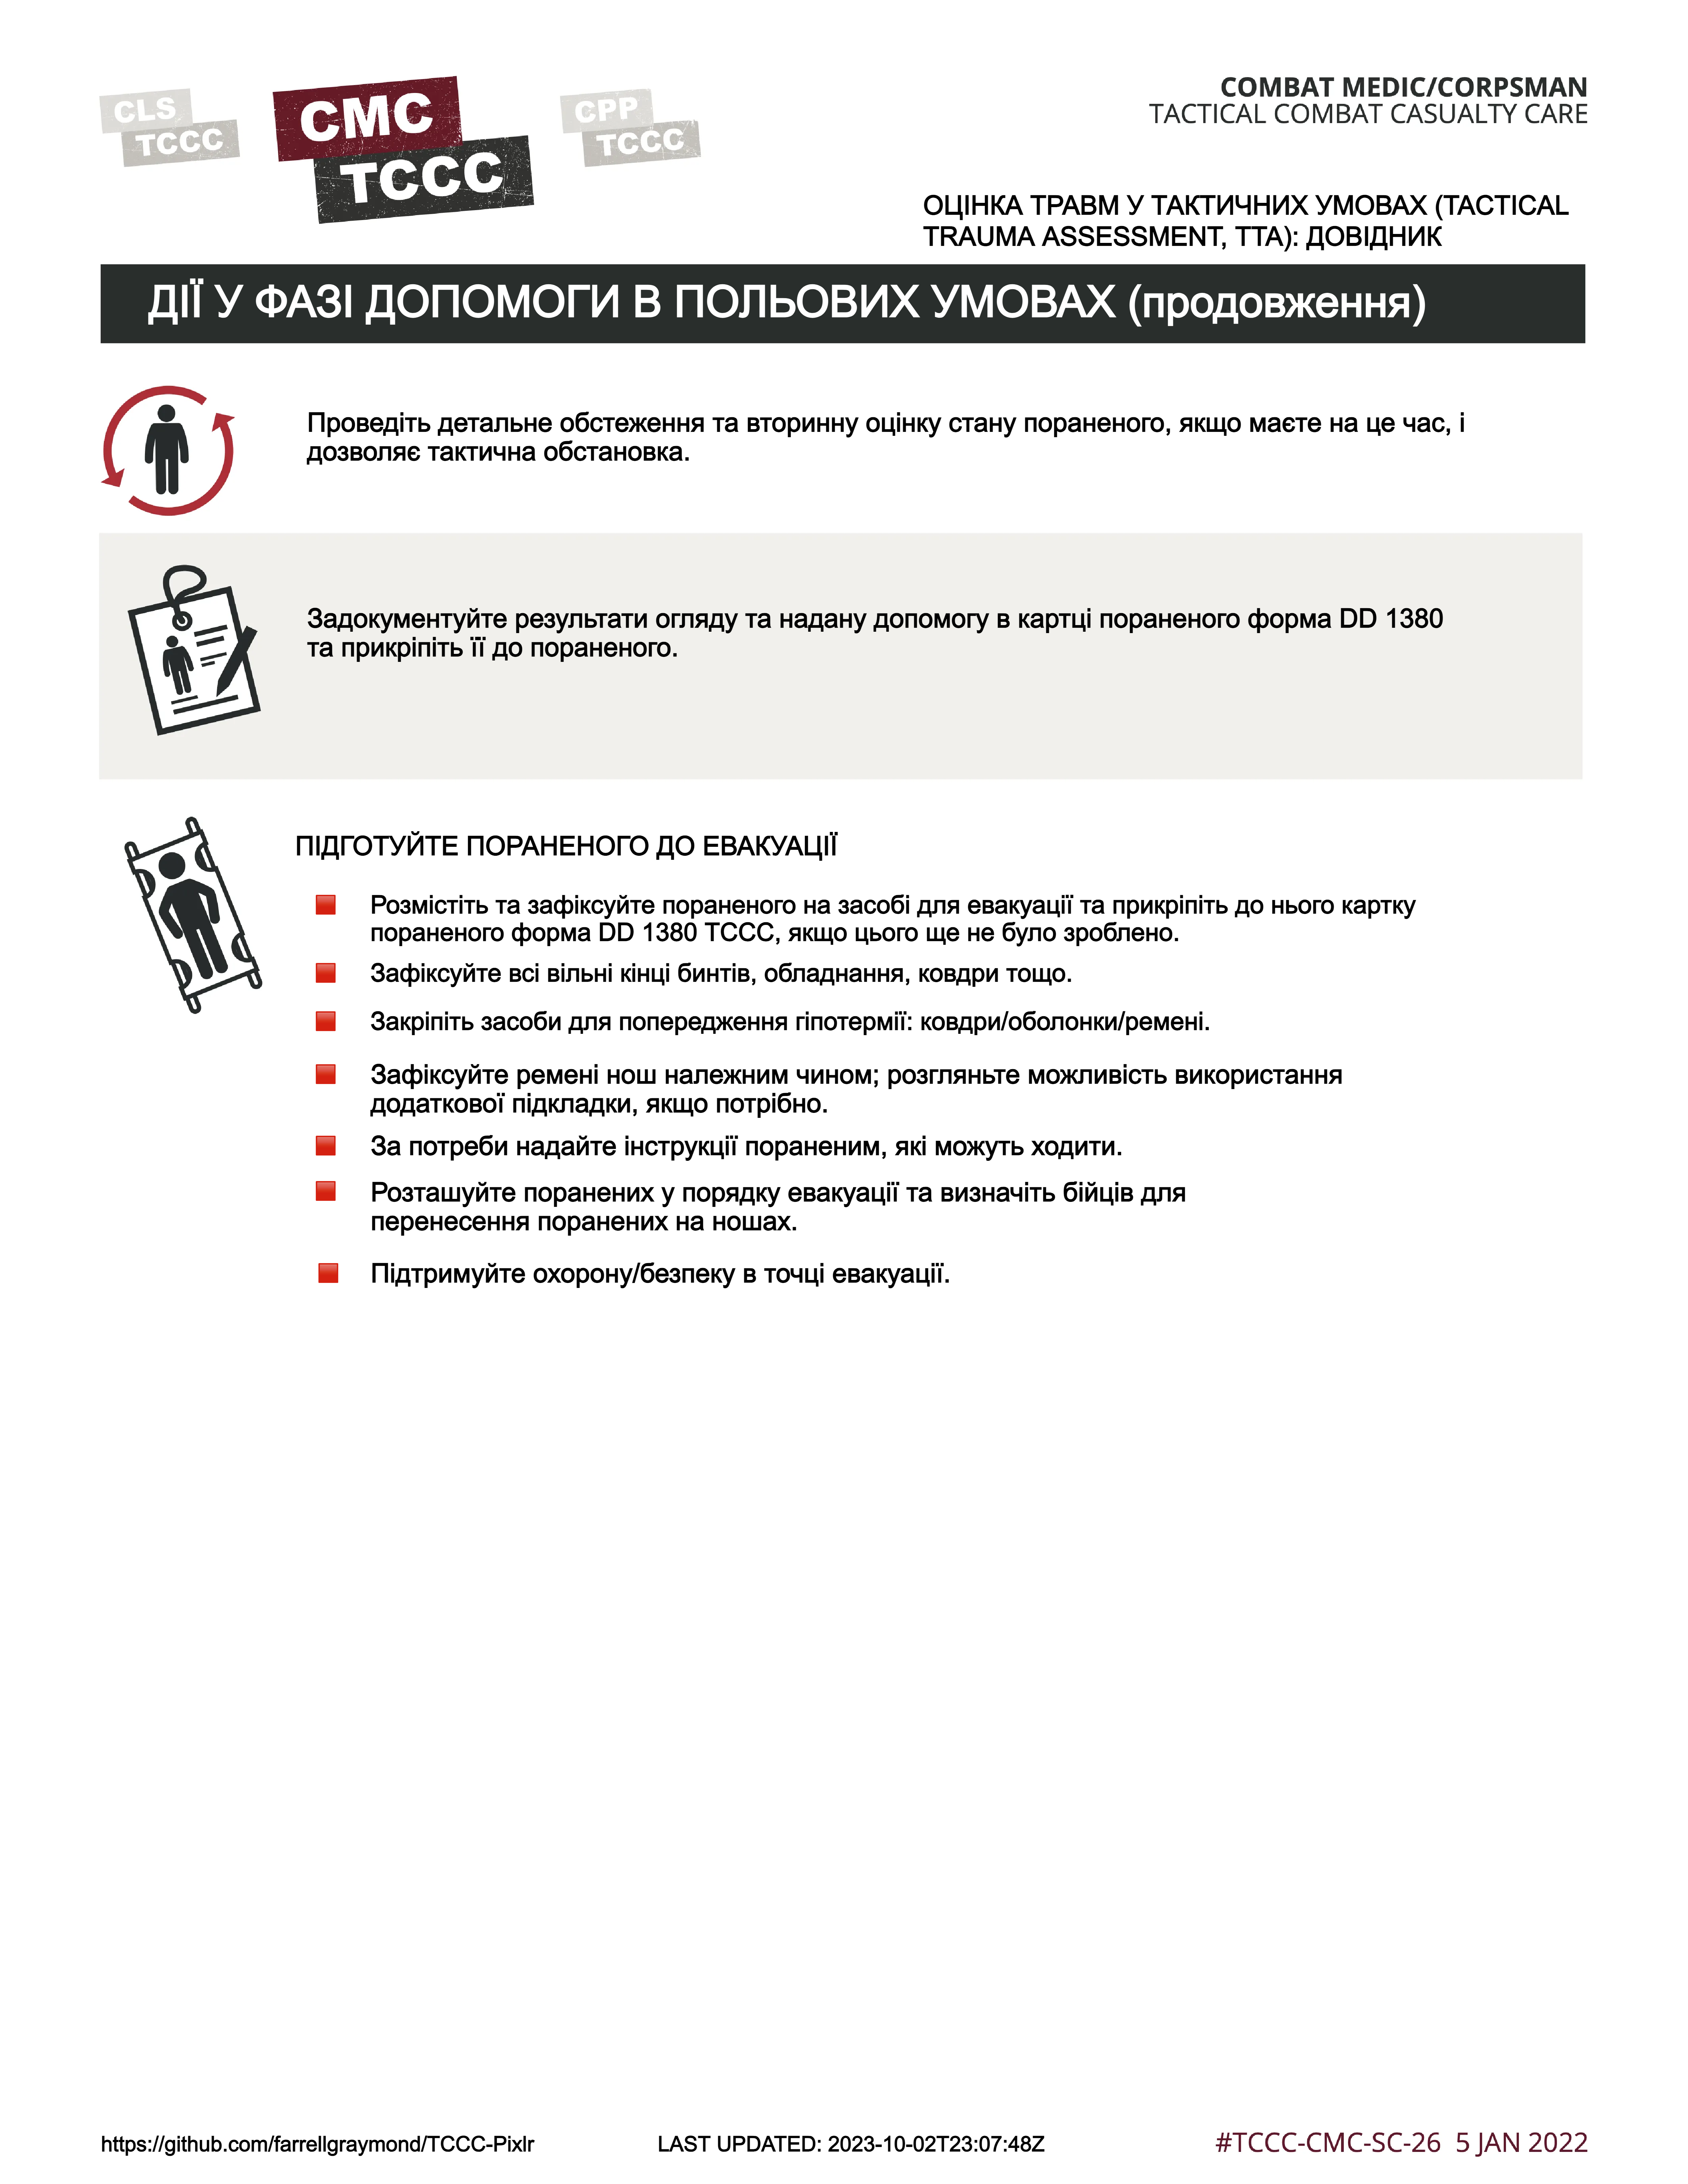 CLS
TCCC
CMC
TCCC
CPP
TCCC
COMBAT MEDIC/CORPSMAN
TACTICAL COMBAT CASUALTY CARE
ОЦІНКА ТРАВМ У ТАКТИЧНИХ УМОВАХ (TACTICAL
TRAUMA ASSESSMENT, TTA): ДОВІДНИК
ДІЇ У ФАЗІ ДОПОМОГИ В ПОЛЬОВИХ УМОВАХ (продовження)
Проведіть детальне обстеження та вторинну оцінку стану пораненого, якщо маєте на це час, і
дозволяє тактична обстановка.
Задокументуйте результати огляду та надану допомогу в картці пораненого форма DD 1380
та прикріпіть її до пораненого.
ПІДГОТУЙТЕ ПОРАНЕНОГО ДО ЕВАКУАЦІЇ
Розмістіть та зафіксуйте пораненого на засобі для евакуації та прикріпіть до нього картку
пораненого форма DD 1380 TCCC, якщо цього ще не було зроблено.
Зафіксуйте всі вільні кінці бинтів, обладнання, ковдри тощо.
Закріпіть засоби для попередження гіпотермії: ковдри/оболонки/ремені.
Зафіксуйте ремені нош належним чином; розгляньте можливість використання
додаткової підкладки, якщо потрібно.
За потреби надайте інструкції пораненим, які можуть ходити.
Розташуйте поранених у порядку евакуації та визначіть бійців для
перенесення поранених на ношах.
Підтримуйте охорону/безпеку в точці евакуації.
https://github.com/farrellgraymond/TCCC-Pixlr
LAST UPDATED: 2023-10-02T23:07:48Z
#TCCC-CMC-SC-26 5 JAN 2022